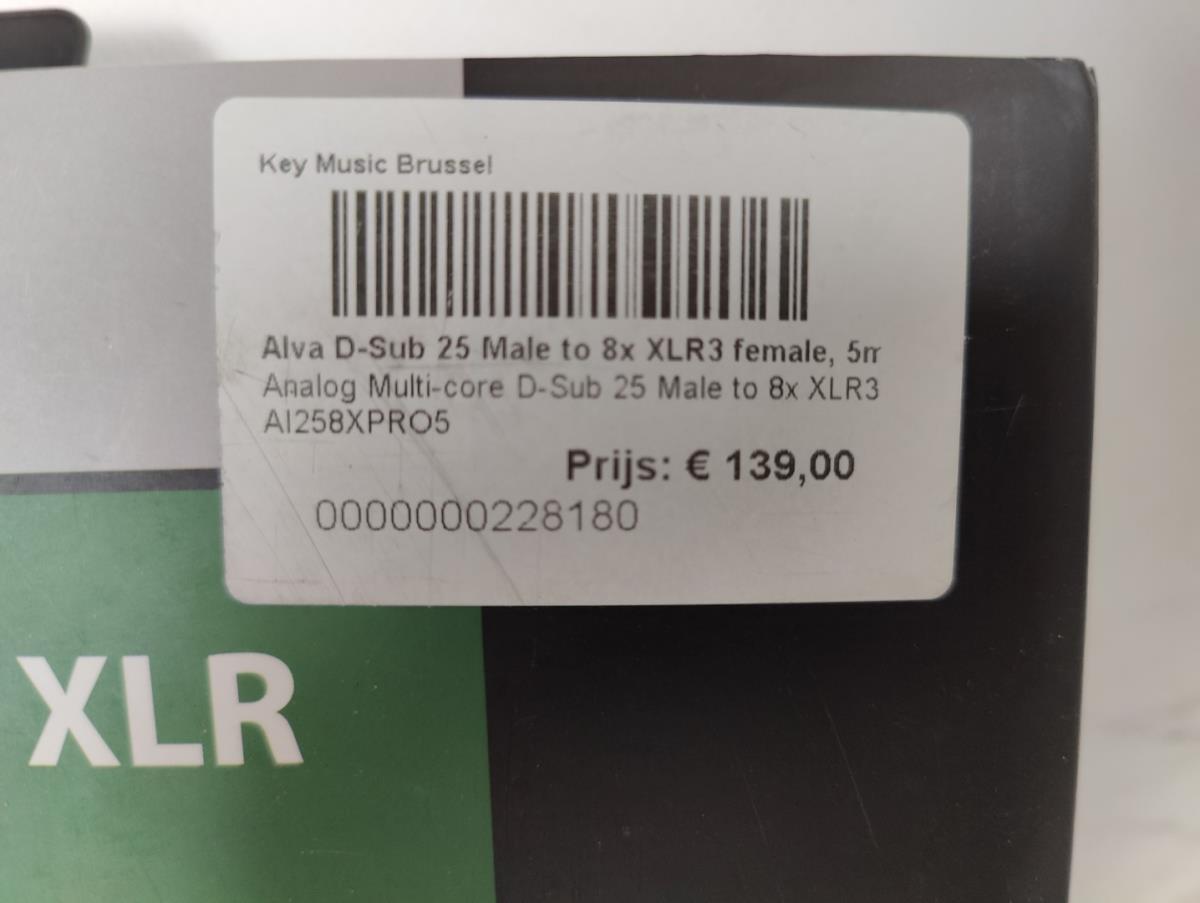 Key Music Brussel
Alva D-Sub 25 Male to 8x XLR3 female, 5m
Analog Multi-core D-Sub 25 Male to 8x XLR3
AI258XPRO5
Prijs: € 139,00
0000000228180
XLR